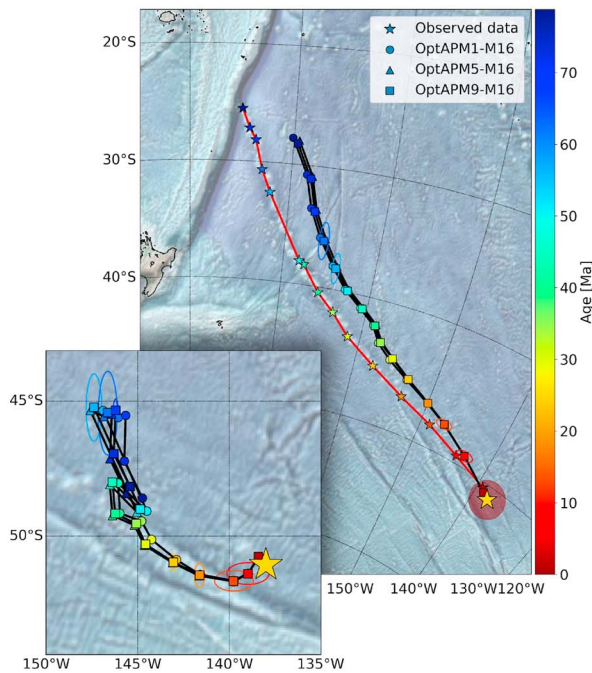 20°S
30°S
40°S
Observed data
OptAPM1-M16
OptAPM5-M16
OptAPM9-M16
70
60
50
40
30
20
10
0
Age [Ma]
150°W
140°W
130°W
120°W
45°S
50°S
150°W
145°W
140°W
135°W